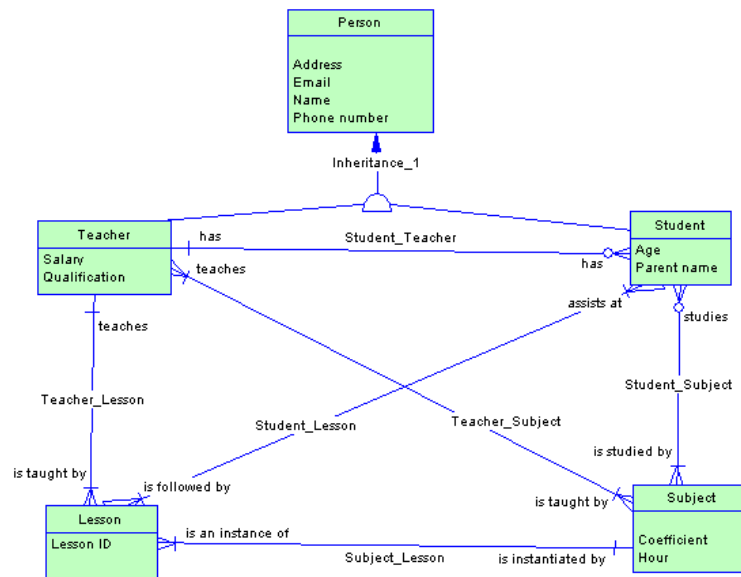 Person
Address
Email
Name
Phone number
Inheritance_1
Teacher
Salary
Qualification
has
Student_Teacher
has
teaches
Student
Age
Parent name
assists at
studies
teaches
Teacher_Lesson
Student_Lesson
Teacher_Subject
Student_Subject
is studied by
is taught by
is followed by
is taught by
Lesson
Lesson ID
is an instance of
Subject_Lesson
is instantiated by
Subject
Coefficient
Hour